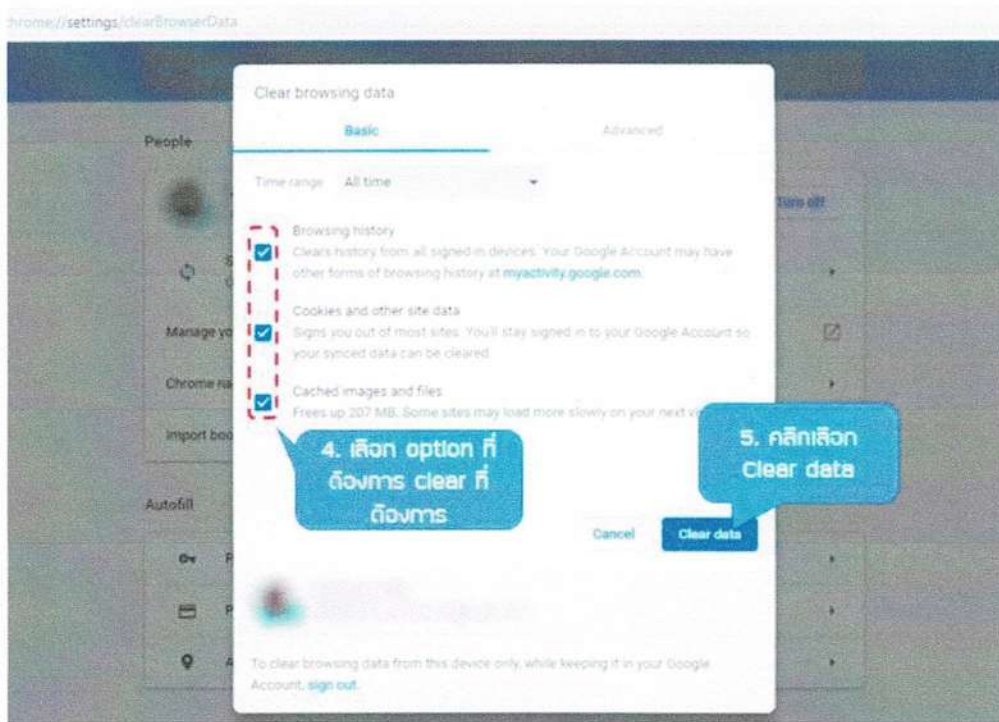 chrome://settings/clearBrowserData
Clear browsing data
Basic
Advanced
People
Time range
All time
Turn off
Browsing history
Clears history from all signed-in devices. Your Google Account may have
other forms of browsing history at myactivity.google.com.
Cookies and other site data
Manage yo
Signs you out of most sites. You'll stay signed in to your Google Account so
your synced data can be cleared.
Chrome na
Cached images and files
Frees up 207 MB. Some sites may load more slowly on your next vi
Import boo
4. เลือก option ที่
ต้องการ clear ที่
ต้องการ
5. คลิกเลือก
Clear data
Autofill
Cancel
Clear data
P
P
A
To clear browsing data from this device only, while keeping it in your Google
Account, sign out.